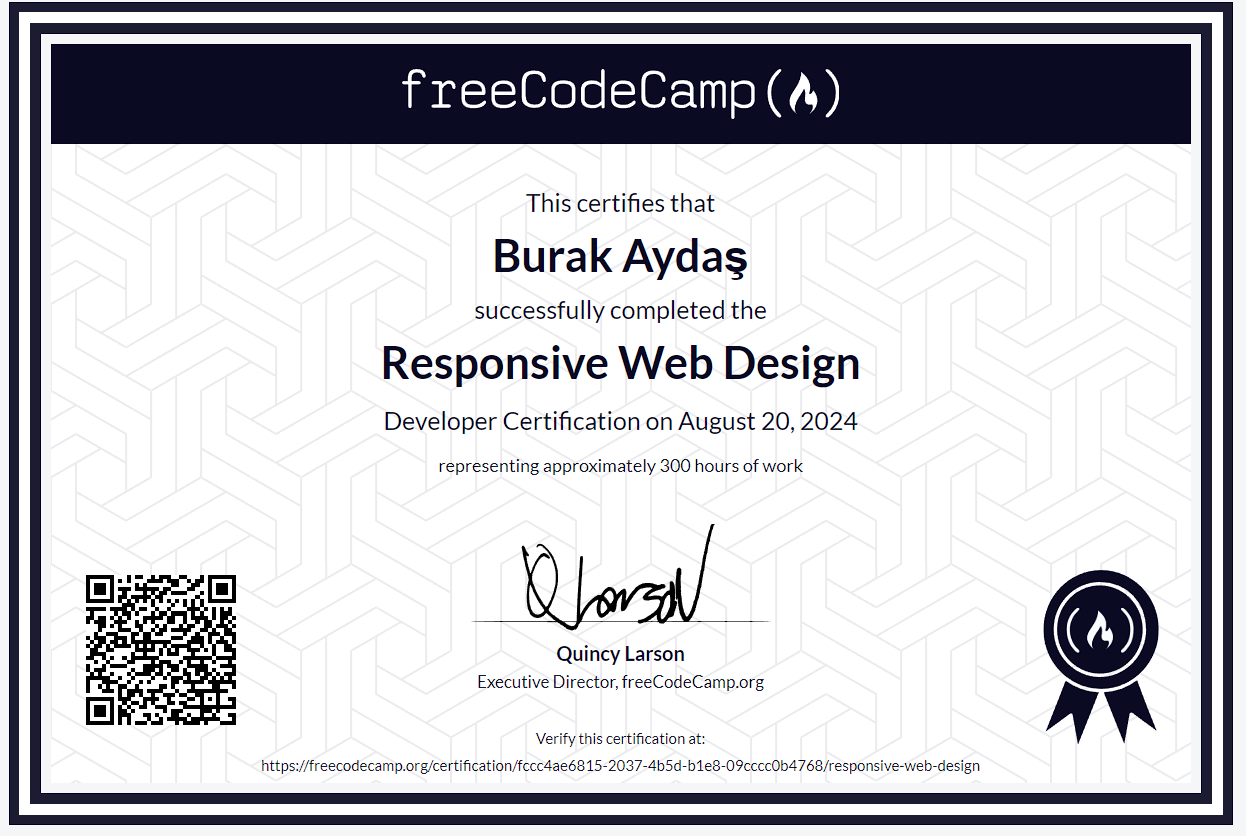 freeCodeCamp
This certifies that
Burak Aydaş
successfully completed the
Responsive Web Design
Developer Certification on August 20, 2024
representing approximately 300 hours of work
Q Larson
Quincy Larson
Executive Director, freeCodeCamp.org
Verify this certification at:
https://freecodecamp.org/certification/fccc4ae6815-2037-4b5d-b1e8-09cccc0b4768/responsive-web-design